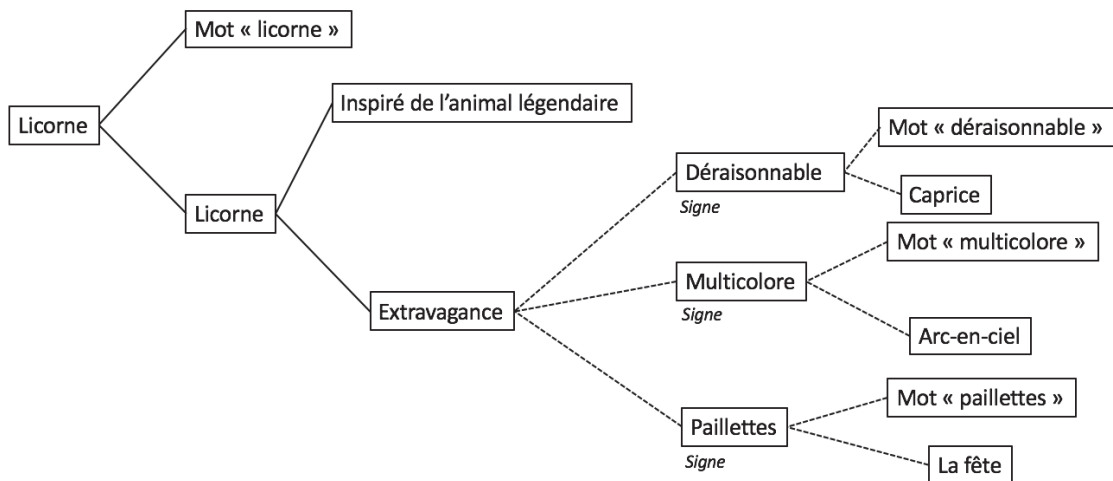 Mot « licorne »
Licorne
Inspiré de l’animal légendaire
Licorne
Extravagance
Déraisonnable
Signe
Mot « déraisonnable »
Caprice
Multicolore
Signe
Mot « multicolore »
Arc-en-ciel
Paillettes
Signe
Mot « paillettes »
La fête